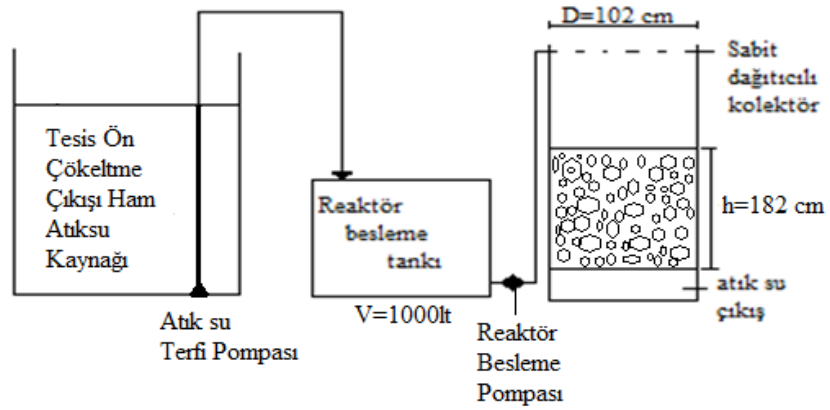 D=102 cm
Sabit
dağıtıcılı
kolektör
Tesis Ön
Çökeltme
Çıkışı Ham
Atıksu
Kaynağı
Reaktör
besleme
tankı
h=182 cm
atık su
çıkış
V=1000lt
Atık su
Terfi Pompası
Reaktör
Besleme
Pompası